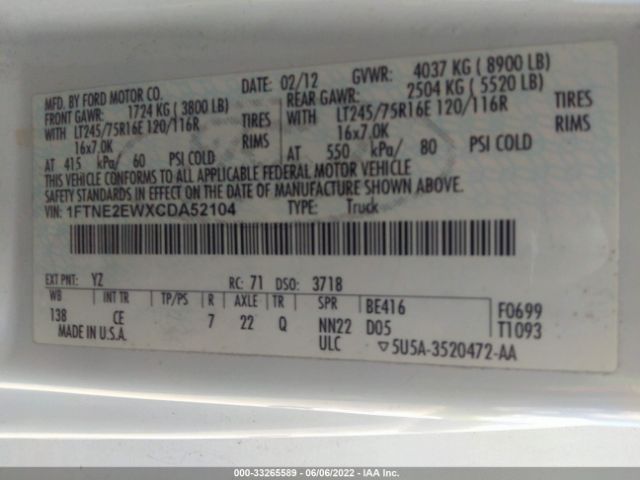 MFD. BY FORD MOTOR CO.
DATE: 02/12 GVWR: 4037 KG ( 8900 LB)
FRONT GAWR: 1724 KG ( 3800 LB) REAR GAWR: 2504 KG ( 5520 LB)
WITH LT245/75R16E 120/116R TIRES WITH LT245/75R16E 120/116R TIRES
16x7.0K RIMS 16x7.0K RIMS
AT 415 kPa/ 60 PSI COLD AT 550 kPa/ 80 PSI COLD
THIS VEHICLE CONFORMS TO ALL APPLICABLE FEDERAL MOTOR VEHICLE
SAFETY STANDARDS IN EFFECT ON THE DATE OF MANUFACTURE SHOWN ABOVE.
VIN: 1FTNE2EWXCDA52104 TYPE: Truck
EXT PNT: YZ RC: 71 DSO: 3718
WB INT TR TP/PS R AXLE TR SPR BE416 F0699
138 CE 7 22 Q NN22 D05 T1093
MADE IN U.S.A. ULC ▽5U5A-3520472-AA
000-33265589 - 06/06/2022 - IAA Inc.